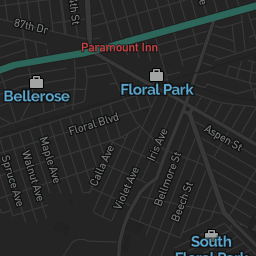 87th Dr
Paramount Inn
Floral Park
Bellerose
Floral Blvd
Aspen St
Iris Ave
Maple Ave
Calla Ave
Walnut Ave
Spruce Ave
Violet Ave
Bellmore St
Beech St
South
Floral Park